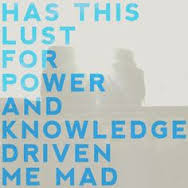 HAS THIS
LUST
FOR
POWER
AND
KNOWLEDGE
DRIVEN
ME MAD